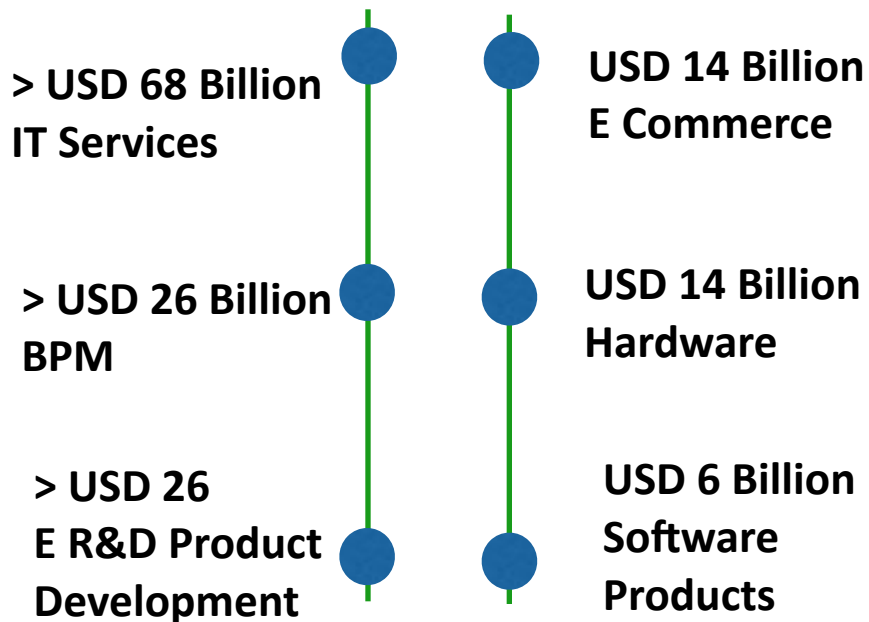 > USD 68 Billion
IT Services
> USD 26 Billion
BPM
> USD 26
E R&D Product
Development
USD 14 Billion
E Commerce
USD 14 Billion
Hardware
USD 6 Billion
Software
Products